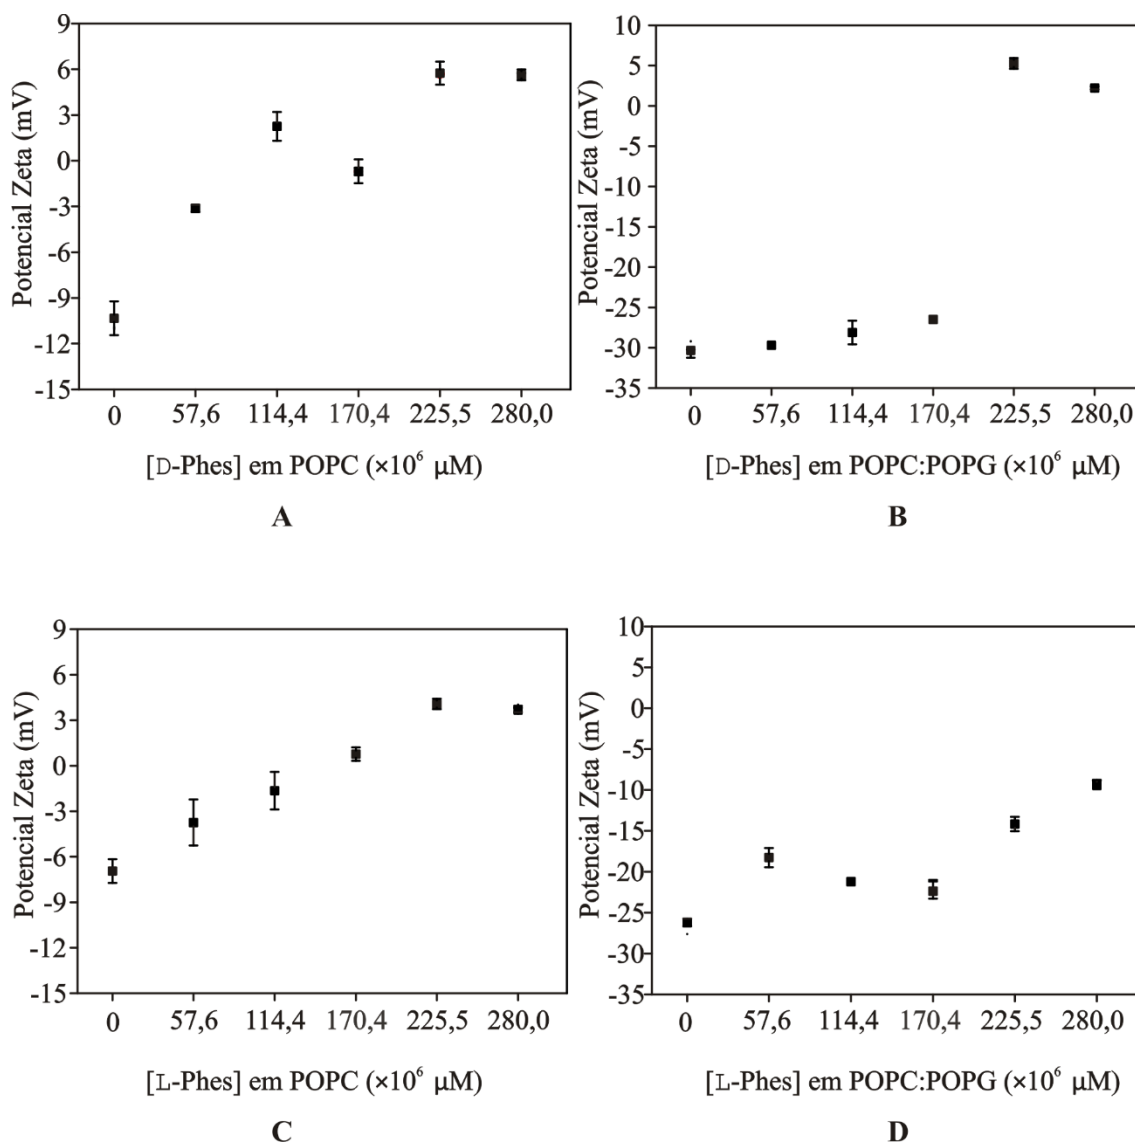 9
6
3
0
-3
-6
-9
-12
-15
Potencial Zeta (mV)
0 57,6 114,4 170,4 225,5 280,0
[D-Phes] em POPC (×10⁶ μM)
A
10
5
0
-5
-10
-15
-20
-25
-30
-35
Potencial Zeta (mV)
0 57,6 114,4 170,4 225,5 280,0
[D-Phes] em POPC:POPG (×10⁶ μM)
B
9
6
3
0
-3
-6
-9
-12
-15
Potencial Zeta (mV)
0 57,6 114,4 170,4 225,5 280,0
[L-Phes] em POPC (×10⁶ μM)
C
10
5
0
-5
-10
-15
-20
-25
-30
-35
Potencial Zeta (mV)
0 57,6 114,4 170,4 225,5 280,0
[L-Phes] em POPC:POPG (×10⁶ μM)
D